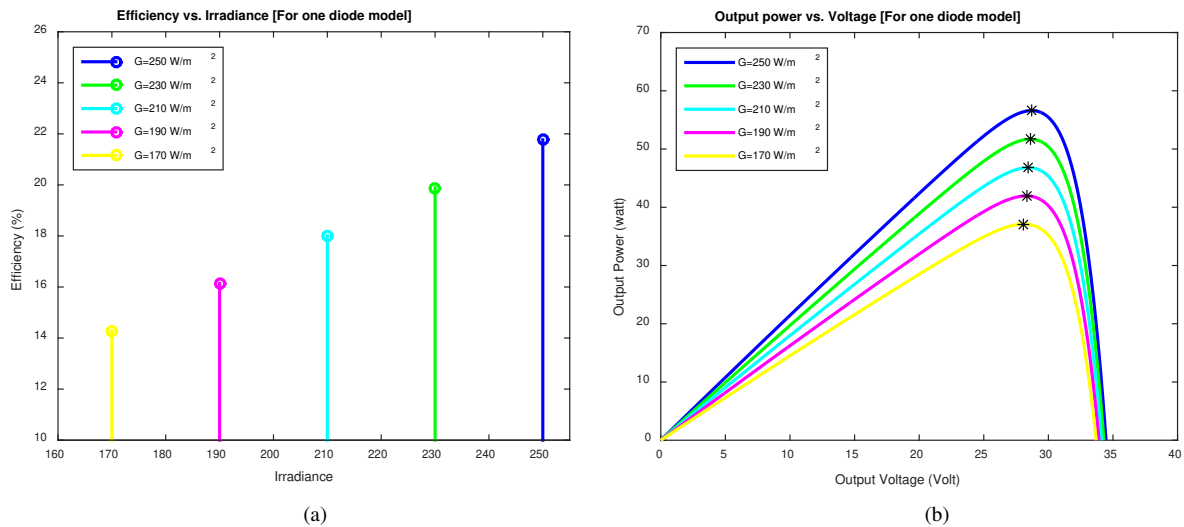 Efficiency vs. Irradiance [For one diode model]
26
24
22
20
18
16
14
12
10
Efficiency (%)
G=250 W/m 2
G=230 W/m 2
G=210 W/m 2
G=190 W/m 2
G=170 W/m 2
160 170 180 190 200 210 220 230 240 250
Irradiance
(a)
Output power vs. Voltage [For one diode model]
70
60
50
40
30
20
10
0
Output Power (watt)
G=250 W/m 2
G=230 W/m 2
G=210 W/m 2
G=190 W/m 2
G=170 W/m 2
0 5 10 15 20 25 30 35 40
Output Voltage (Volt)
(b)